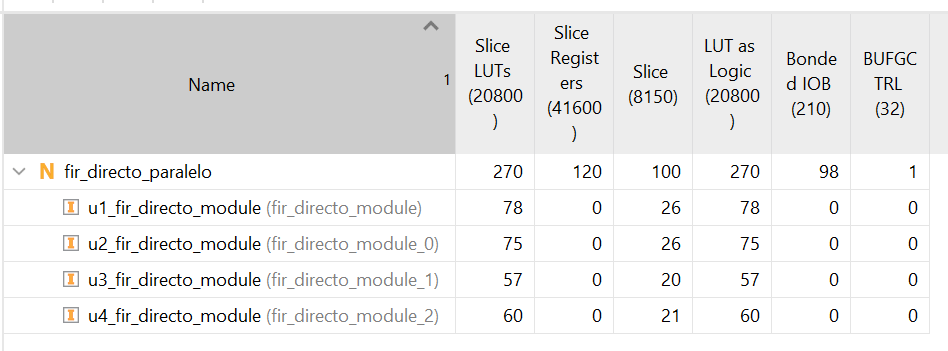 Name 1 Slice LUTs (20800) Slice Registers (41600) Slice (8150) LUT as Logic (20800) Bonded IOB (210) BUFGCTRL (32)
N fir_directo_paralelo 270 120 100 270 98 1
I u1_fir_directo_module (fir_directo_module) 78 0 26 78 0 0
I u2_fir_directo_module (fir_directo_module_0) 75 0 26 75 0 0
I u3_fir_directo_module (fir_directo_module_1) 57 0 20 57 0 0
I u4_fir_directo_module (fir_directo_module_2) 60 0 21 60 0 0